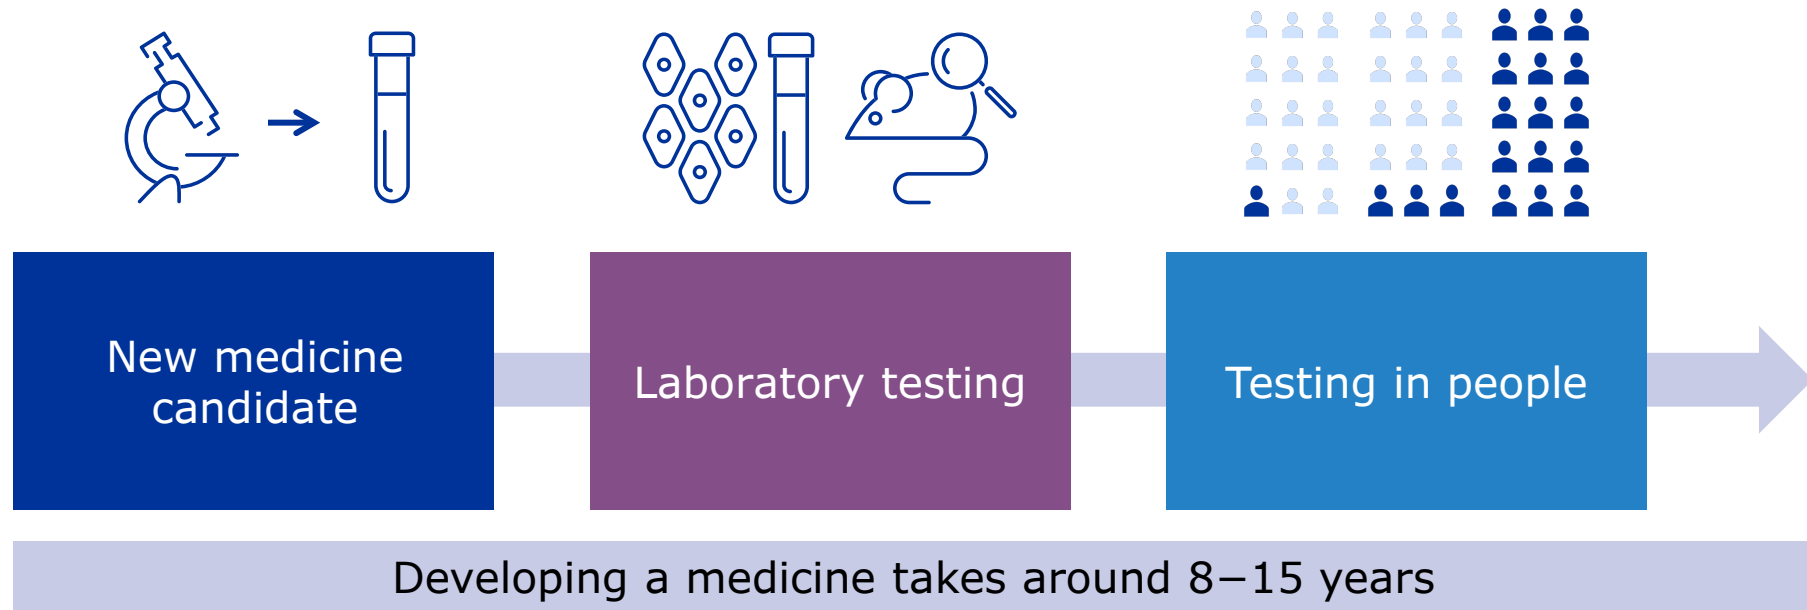 New medicine
candidate
Laboratory testing
Testing in people
Developing a medicine takes around 8–15 years